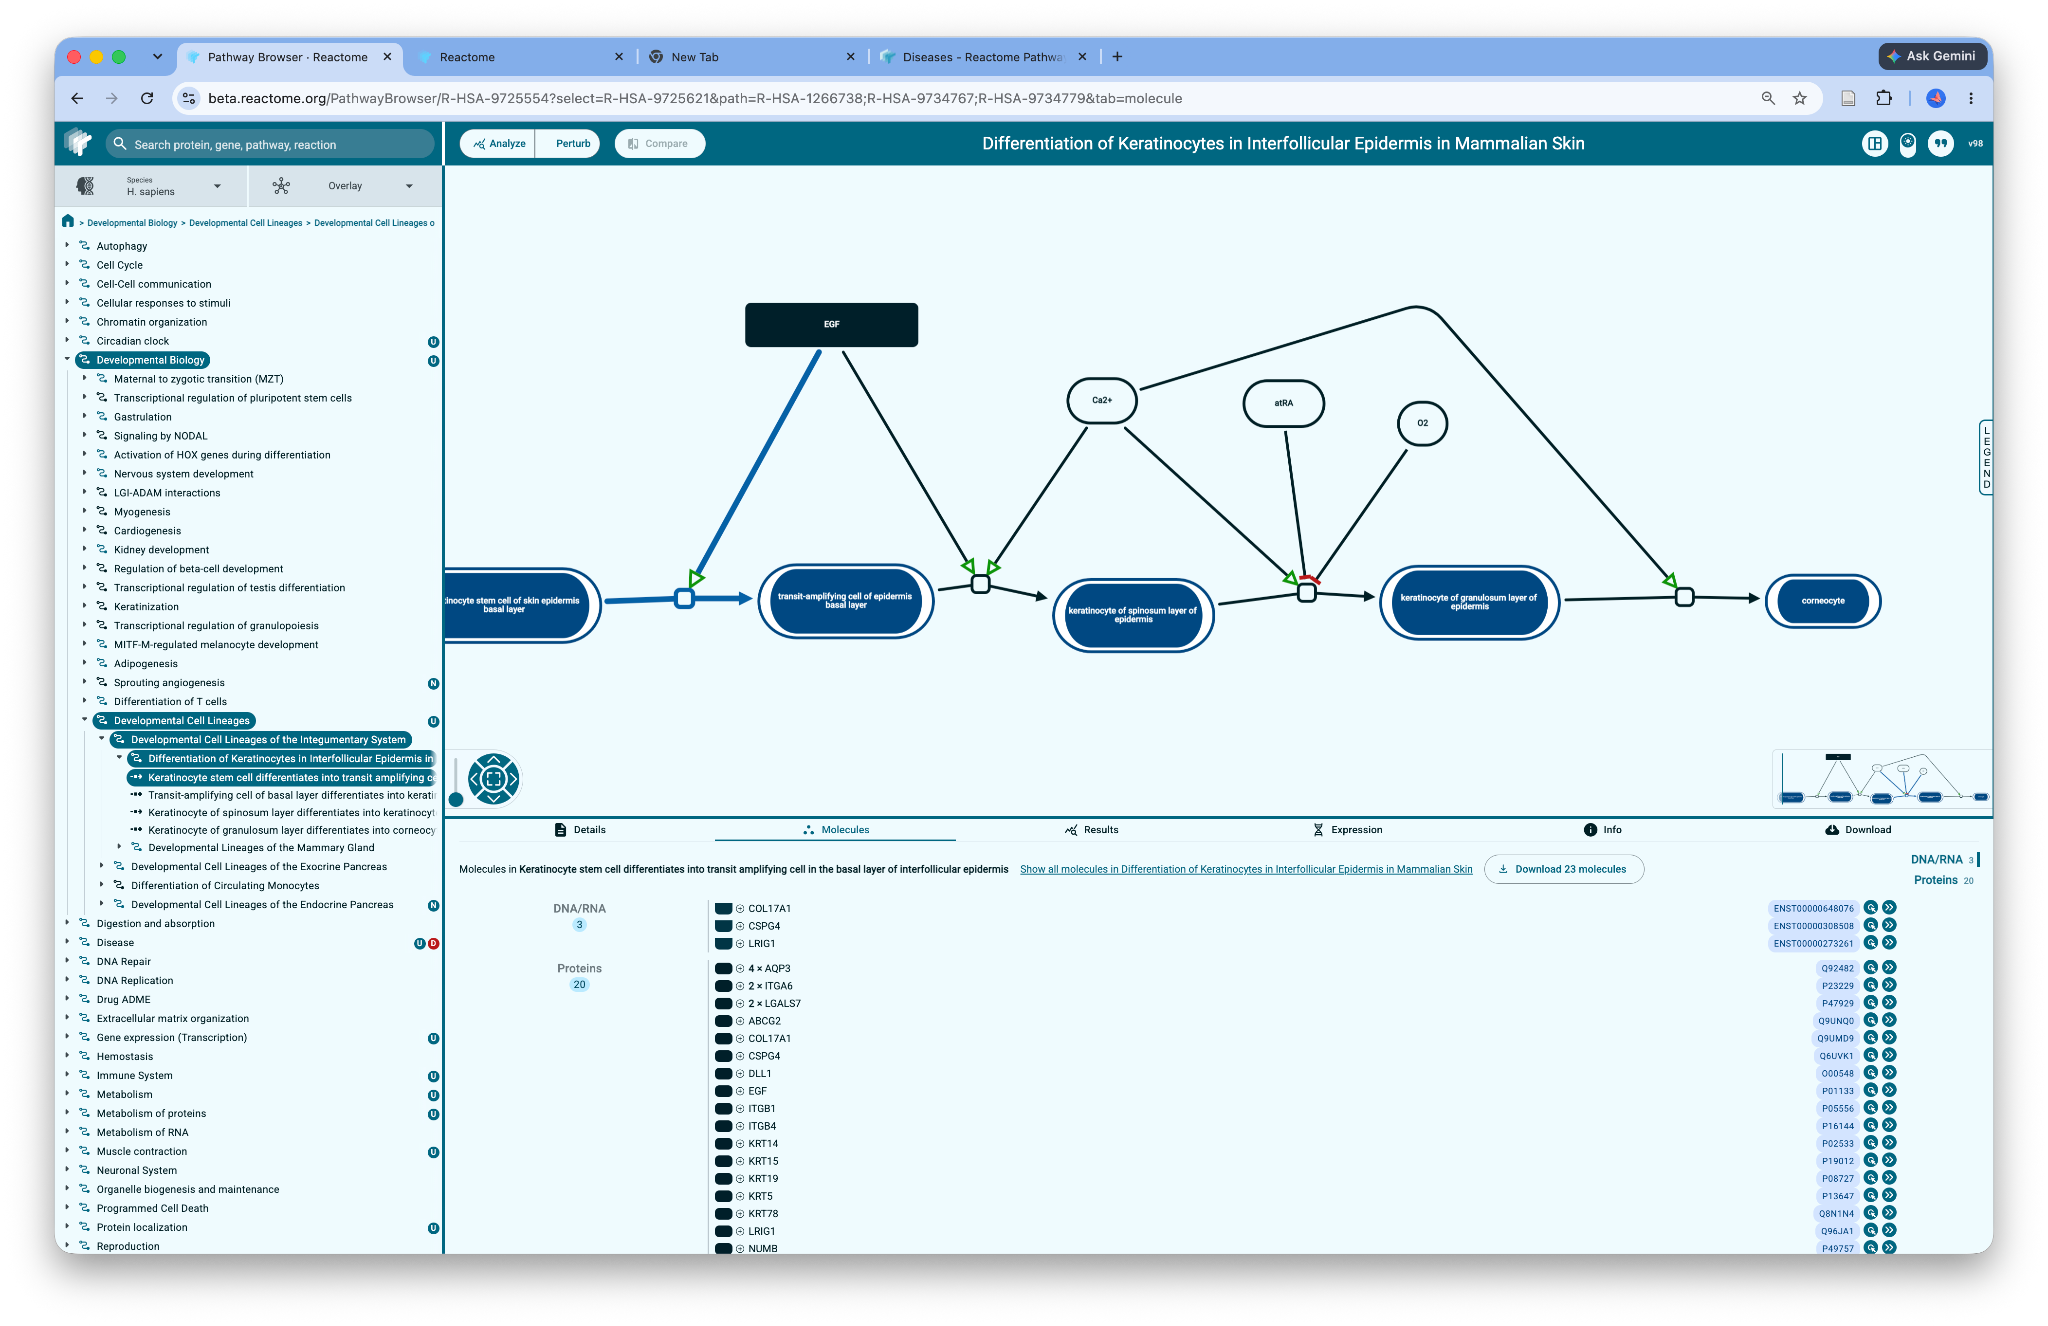 Pathway Browser · Reactome
Reactome
New Tab
Diseases - Reactome Pathwa
Ask Gemini
beta.reactome.org/PathwayBrowser/R-HSA-9725554?select=R-HSA-9725621&path=R-HSA-1266738;R-HSA-9734767;R-HSA-9734779&tab=molecule
Search protein, gene, pathway, reaction
Analyze
Perturb
Compare
Differentiation of Keratinocytes in Interfollicular Epidermis in Mammalian Skin
v98
Species
H. sapiens
Overlay
> Developmental Biology > Developmental Cell Lineages > Developmental Cell Lineages o
Autophagy
Cell Cycle
Cell-Cell communication
Cellular responses to stimuli
Chromatin organization
Circadian clock U
Developmental Biology U
Maternal to zygotic transition (MZT)
Transcriptional regulation of pluripotent stem cells
Gastrulation
Signaling by NODAL
Activation of HOX genes during differentiation
Nervous system development
LGI-ADAM interactions
Myogenesis
Cardiogenesis
Kidney development
Regulation of beta-cell development
Transcriptional regulation of testis differentiation
Keratinization
Transcriptional regulation of granulopoiesis
MITF-M-regulated melanocyte development
Adipogenesis
Sprouting angiogenesis N
Differentiation of T cells
Developmental Cell Lineages U
Developmental Cell Lineages of the Integumentary System
Differentiation of Keratinocytes in Interfollicular Epidermis in
Keratinocyte stem cell differentiates into transit amplifying c
Transit-amplifying cell of basal layer differentiates into kerati
Keratinocyte of spinosum layer differentiates into keratinocyt
Keratinocyte of granulosum layer differentiates into corneocy
Developmental Lineages of the Mammary Gland
Developmental Cell Lineages of the Exocrine Pancreas
Differentiation of Circulating Monocytes
Developmental Cell Lineages of the Endocrine Pancreas N
Digestion and absorption
Disease U D
DNA Repair
DNA Replication
Drug ADME
Extracellular matrix organization
Gene expression (Transcription) U
Hemostasis
Immune System U
Metabolism U
Metabolism of proteins U
Metabolism of RNA
Muscle contraction U
Neuronal System
Organelle biogenesis and maintenance
Programmed Cell Death
Protein localization U
Reproduction
EGF
Ca2+
atRA
O2
tinocyte stem cell of skin epidermis
basal layer
transit-amplifying cell of epidermis
basal layer
keratinocyte of spinosum layer of
epidermis
keratinocyte of granulosum layer of
epidermis
corneocyte
LEGEND
Details
Molecules
Results
Expression
Info
Download
Molecules in Keratinocyte stem cell differentiates into transit amplifying cell in the basal layer of interfollicular epidermis
Show all molecules in Differentiation of Keratinocytes in Interfollicular Epidermis in Mammalian Skin
Download 23 molecules
DNA/RNA 3
Proteins 20
DNA/RNA
3
COL17A1 ENST00000648076
CSPG4 ENST00000308508
LRIG1 ENST00000273261
Proteins
20
4 × AQP3 Q92482
2 × ITGA6 P23229
2 × LGALS7 P47929
ABCG2 Q9UNQ0
COL17A1 Q9UMD9
CSPG4 Q6UVK1
DLL1 O00548
EGF P01133
ITGB1 P05556
ITGB4 P16144
KRT14 P02533
KRT15 P19012
KRT19 P08727
KRT5 P13647
KRT78 Q8N1N4
LRIG1 Q96JA1
NUMB P49757